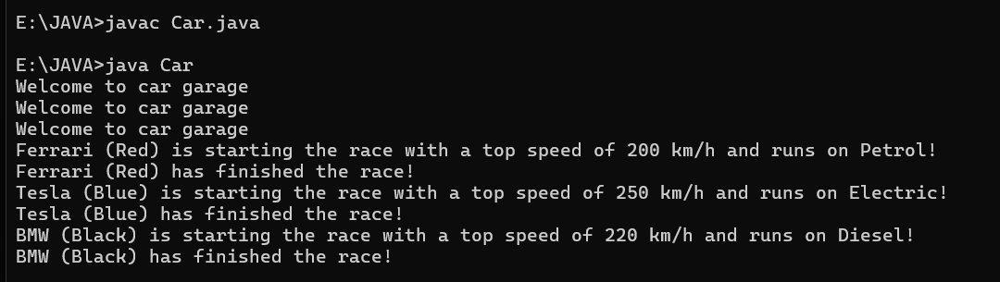 E:\JAVA>javac Car.java
E:\JAVA>java Car
Welcome to car garage
Welcome to car garage
Welcome to car garage
Ferrari (Red) is starting the race with a top speed of 200 km/h and runs on Petrol!
Ferrari (Red) has finished the race!
Tesla (Blue) is starting the race with a top speed of 250 km/h and runs on Electric!
Tesla (Blue) has finished the race!
BMW (Black) is starting the race with a top speed of 220 km/h and runs on Diesel!
BMW (Black) has finished the race!